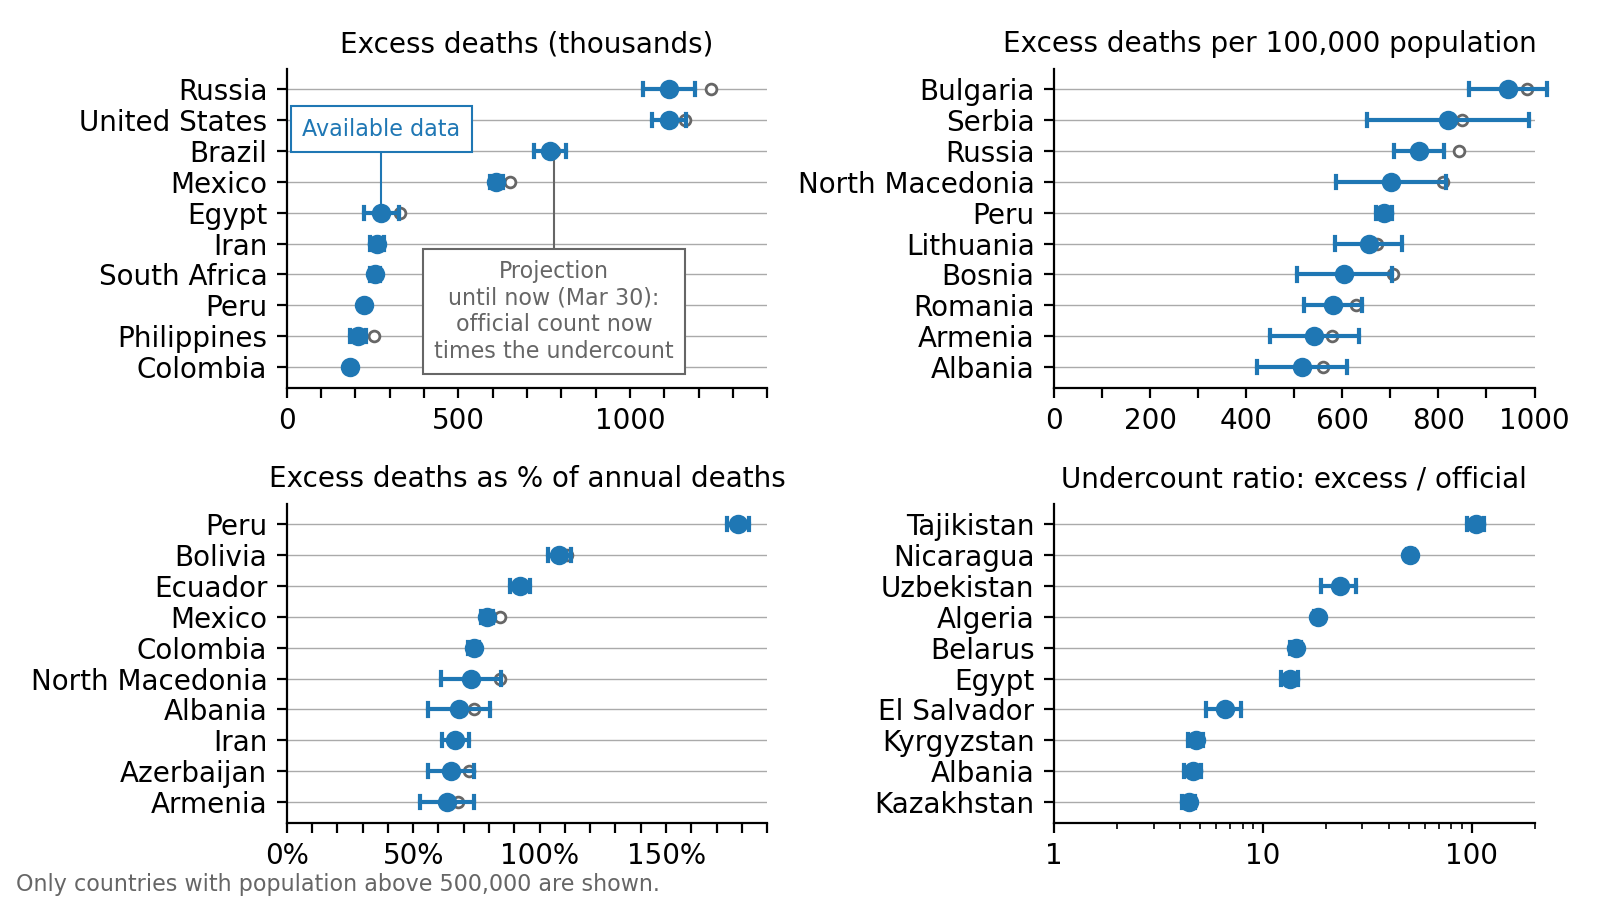 Excess deaths (thousands)
Russia
United States
Brazil
Mexico
Egypt
Iran
South Africa
Peru
Philippines
Colombia
Available data
Projection
until now (Mar 30):
official count now
times the undercount
0 500 1000
Excess deaths per 100,000 population
Bulgaria
Serbia
Russia
North Macedonia
Peru
Lithuania
Bosnia
Romania
Armenia
Albania
0 200 400 600 800 1000
Excess deaths as % of annual deaths
Peru
Bolivia
Ecuador
Mexico
Colombia
North Macedonia
Albania
Iran
Azerbaijan
Armenia
0% 50% 100% 150%
Undercount ratio: excess / official
Tajikistan
Nicaragua
Uzbekistan
Algeria
Belarus
Egypt
El Salvador
Kyrgyzstan
Albania
Kazakhstan
1 10 100
Only countries with population above 500,000 are shown.